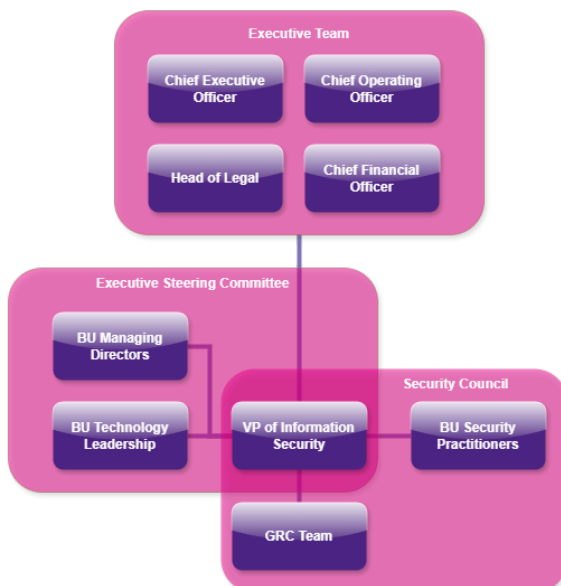 Executive Team
Chief Executive
Officer
Chief Operating
Officer
Head of Legal
Chief Financial
Officer
Executive Steering Committee
BU Managing
Directors
Security Council
BU Technology
Leadership
VP of Information
Security
BU Security
Practitioners
GRC Team